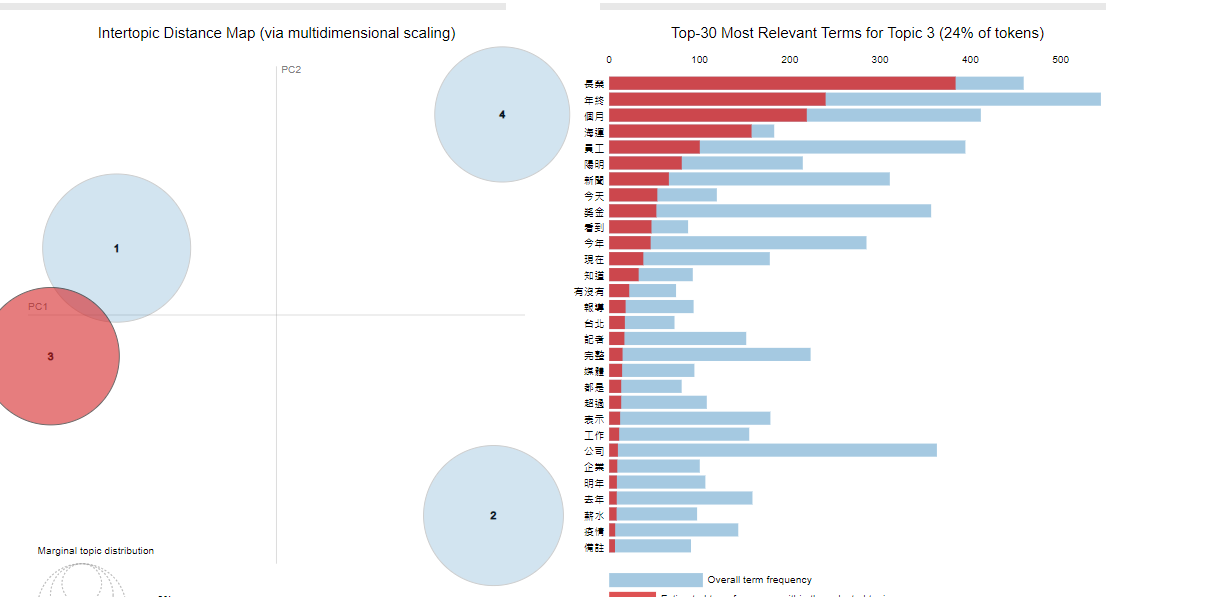 Intertopic Distance Map (via multidimensional scaling)
PC2
4
1
PC1
3
2
Marginal topic distribution
Top-30 Most Relevant Terms for Topic 3 (24% of tokens)
0 100 200 300 400 500
長榮
年終
個月
海運
員工
陽明
新聞
今天
獎金
看到
今年
現在
知道
有沒有
報導
台北
記者
完整
媒體
都是
超過
表示
工作
公司
企業
明年
去年
薪水
疫情
備註
Overall term frequency